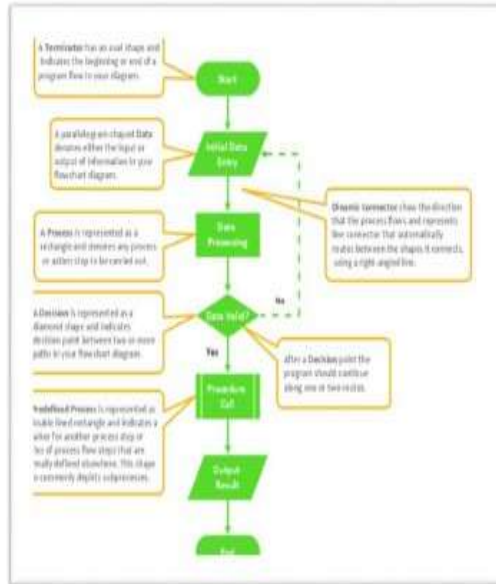 A Terminator has an oval shape and
indicates the beginning or end of a
program flow in your diagram.
Start
A parallelogram shaped Data
denotes either the input or
output of information in your
flowchart diagram.
Initial Data
Entry
Dynamic connector show the direction
that the process flows and represents
line connector that automatically
routes between the shapes it connects,
using a right-angled line.
A Process is represented as a
rectangle and denotes any process
or action step to be carried out.
Data
Processing
No
A Decision is represented as a
diamond shape and indicates
decision point between two or more
paths in your flowchart diagram.
Data Valid?
Yes
After a Decision point the
program should continue
along one or two routes.
Predefined Process is represented as
double lined rectangle and indicates a
for another process step or
of process flow steps that are
defined elsewhere. This shape
commonly depicts subprocesses.
Procedure
Call
Output
Result
End